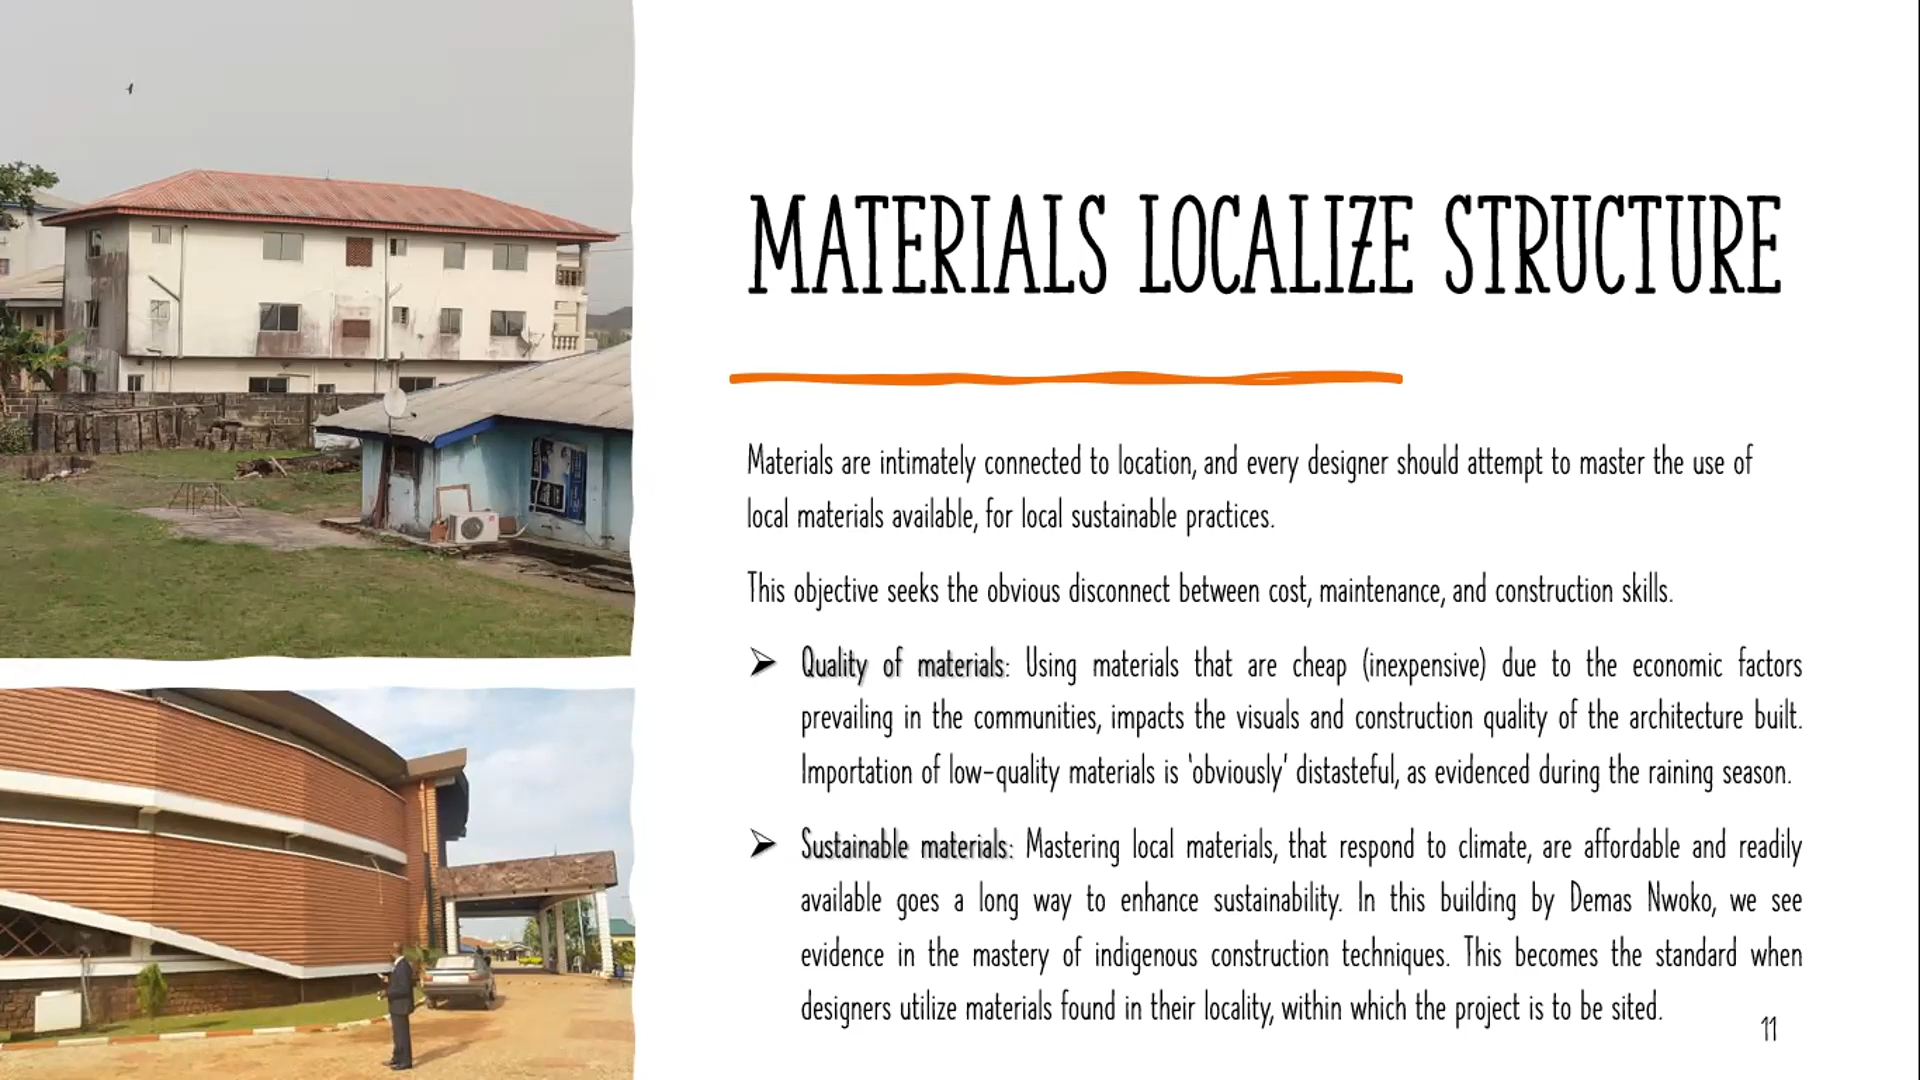 MATERIALS LOCALIZE STRUCTURE
Materials are intimately connected to location, and every designer should attempt to master the use of
local materials available, for local sustainable practices.
This objective seeks the obvious disconnect between cost, maintenance, and construction skills.
➢ Quality of materials: Using materials that are cheap (inexpensive) due to the economic factors
prevailing in the communities, impacts the visuals and construction quality of the architecture built.
Importation of low-quality materials is ‘obviously’ distasteful, as evidenced during the raining season.
➢ Sustainable materials: Mastering local materials, that respond to climate, are affordable and readily
available goes a long way to enhance sustainability. In this building by Demas Nwoko, we see
evidence in the mastery of indigenous construction techniques. This becomes the standard when
designers utilize materials found in their locality, within which the project is to be sited.
11